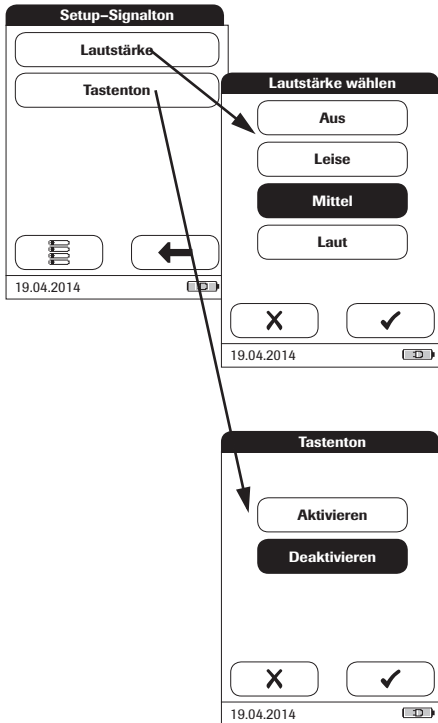 Setup–Signalton
Lautstärke
Tastenton
19.04.2014
Lautstärke wählen
Aus
Leise
Mittel
Laut
19.04.2014
Tastenton
Aktivieren
Deaktivieren
19.04.2014